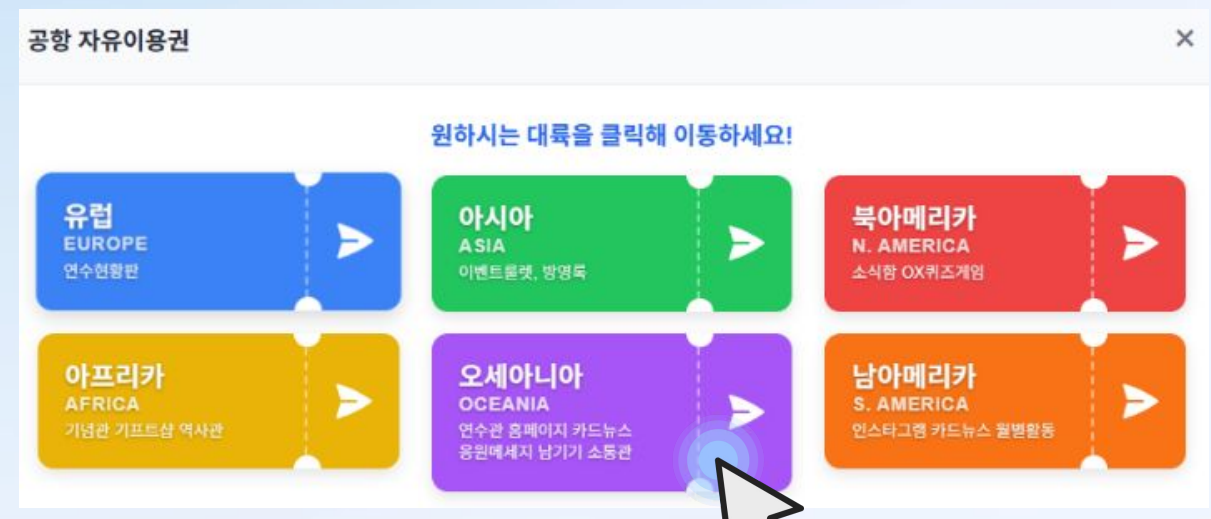 공항 자유이용권
×
원하시는 대륙을 클릭해 이동하세요!
유럽
EUROPE
연수현황판
아시아
ASIA
이벤트룰렛, 방명록
북아메리카
N. AMERICA
소식함 OX퀴즈게임
아프리카
AFRICA
기념관 기프트샵 역사관
오세아니아
OCEANIA
연수관 홈페이지 카드뉴스
응원메세지 남기기 소통관
남아메리카
S. AMERICA
인스타그램 카드뉴스 월별활동